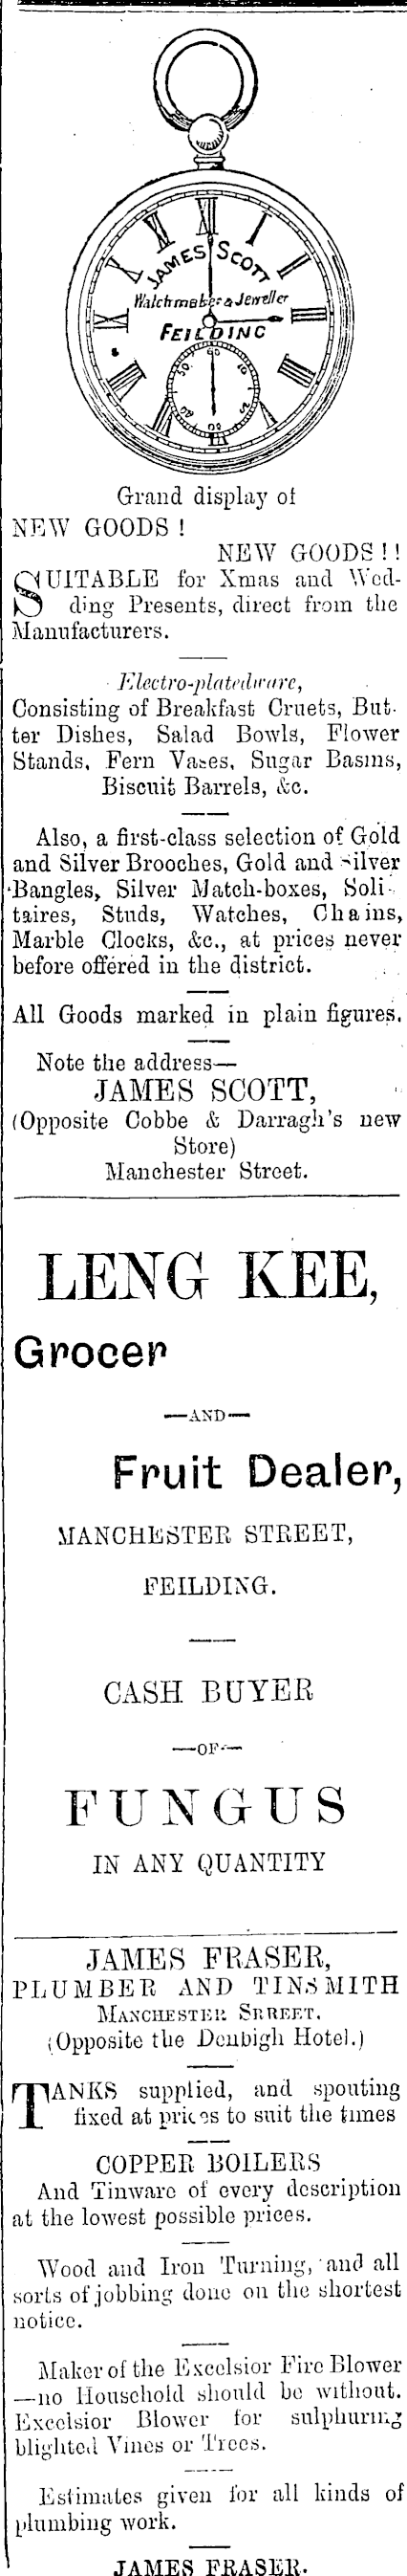 JAMES SCOTT
Watchmaker & Jeweller
FEILDING
Grand display of
NEW GOODS !
NEW GOODS ! !
SUITABLE for Xmas and Wed-
ding Presents, direct from the
Manufacturers.
Electro-platedware,
Consisting of Breakfast Cruets, But-
ter Dishes, Salad Bowls, Flower
Stands, Fern Vases, Sugar Basins,
Biscuit Barrels, &c.
Also, a first-class selection of Gold
and Silver Brooches, Gold and Silver
Bangles, Silver Match-boxes, Soli-
taires, Studs, Watches, Chains,
Marble Clocks, &c., at prices never
before offered in the district.
All Goods marked in plain figures.
Note the address—
JAMES SCOTT,
(Opposite Cobbe & Darragh's new
Store)
Manchester Street.
LENG KEE,
Grocer
—AND—
Fruit Dealer,
MANCHESTER STREET,
FEILDING.
CASH BUYER
—OF—
FUNGUS
IN ANY QUANTITY
JAMES FRASER,
PLUMBER AND TINSMITH
MANCHESTER SRREET.
(Opposite the Denbigh Hotel.)
TANKS supplied, and spouting
fixed at prices to suit the times
COPPER BOILERS
And Tinware of every description
at the lowest possible prices.
Wood and Iron Turning, and all
sorts of jobbing done on the shortest
notice.
Maker of the Excelsior Fire Blower
—no Household should be without.
Excelsior Blower for sulphuring
blighted Vines or Trees.
Estimates given for all kinds of
plumbing work.
JAMES FRASER.